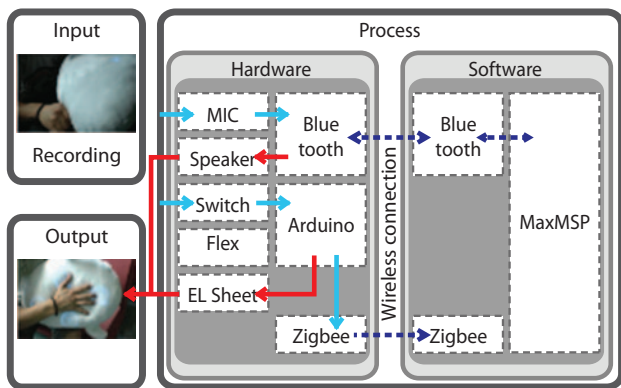 Input
Recording
Output
Process
Hardware
MIC
Speaker
Switch
Flex
EL Sheet
Blue
tooth
Arduino
Zigbee
Wireless connection
Software
Blue
tooth
MaxMSP
Zigbee